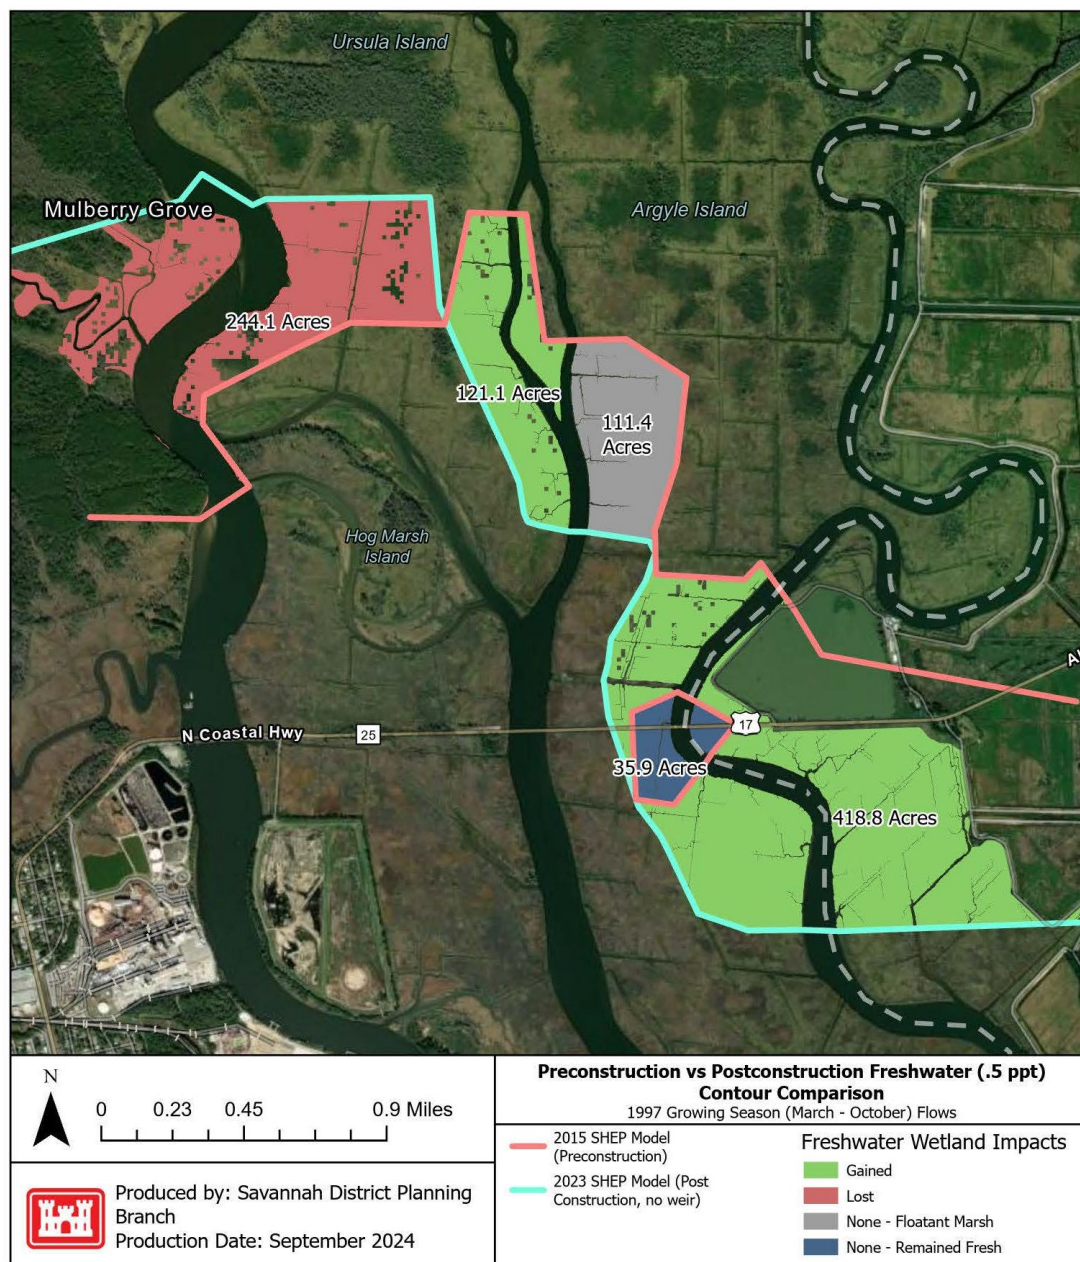 Ursula Island
Mulberry Grove
Argyle Island
244.1 Acres
121.1 Acres
111.4
Acres
Hog Marsh
Island
N Coastal Hwy
25
17
35.9 Acres
418.8 Acres
N
0 0.23 0.45 0.9 Miles
Produced by: Savannah District Planning
Branch
Production Date: September 2024
Preconstruction vs Postconstruction Freshwater (.5 ppt)
Contour Comparison
1997 Growing Season (March - October) Flows
2015 SHEP Model
(Preconstruction)
2023 SHEP Model (Post
Construction, no weir)
Freshwater Wetland Impacts
Gained
Lost
None - Floatant Marsh
None - Remained Fresh